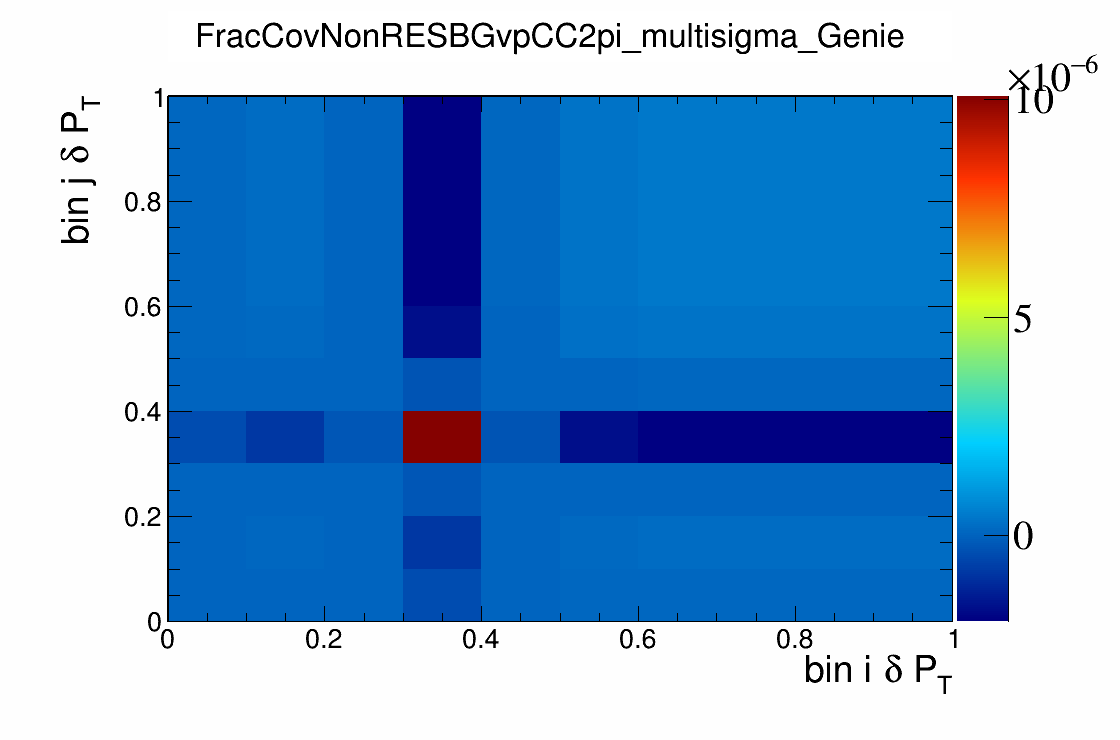 FracCovNonRESBGvpCC2pi_multisigma_Genie
×10⁻⁶
bin j δ P_T
1
0.8
0.6
0.4
0.2
0
0 0.2 0.4 0.6 0.8 1
bin i δ P_T
10
5
0